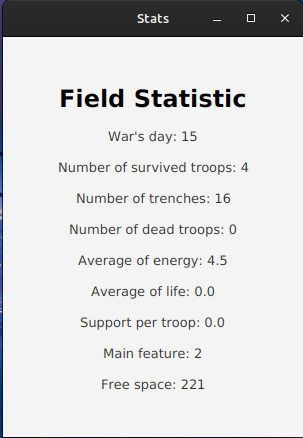 Stats
Field Statistic
War's day: 15
Number of survived troops: 4
Number of trenches: 16
Number of dead troops: 0
Average of energy: 4.5
Average of life: 0.0
Support per troop: 0.0
Main feature: 2
Free space: 221